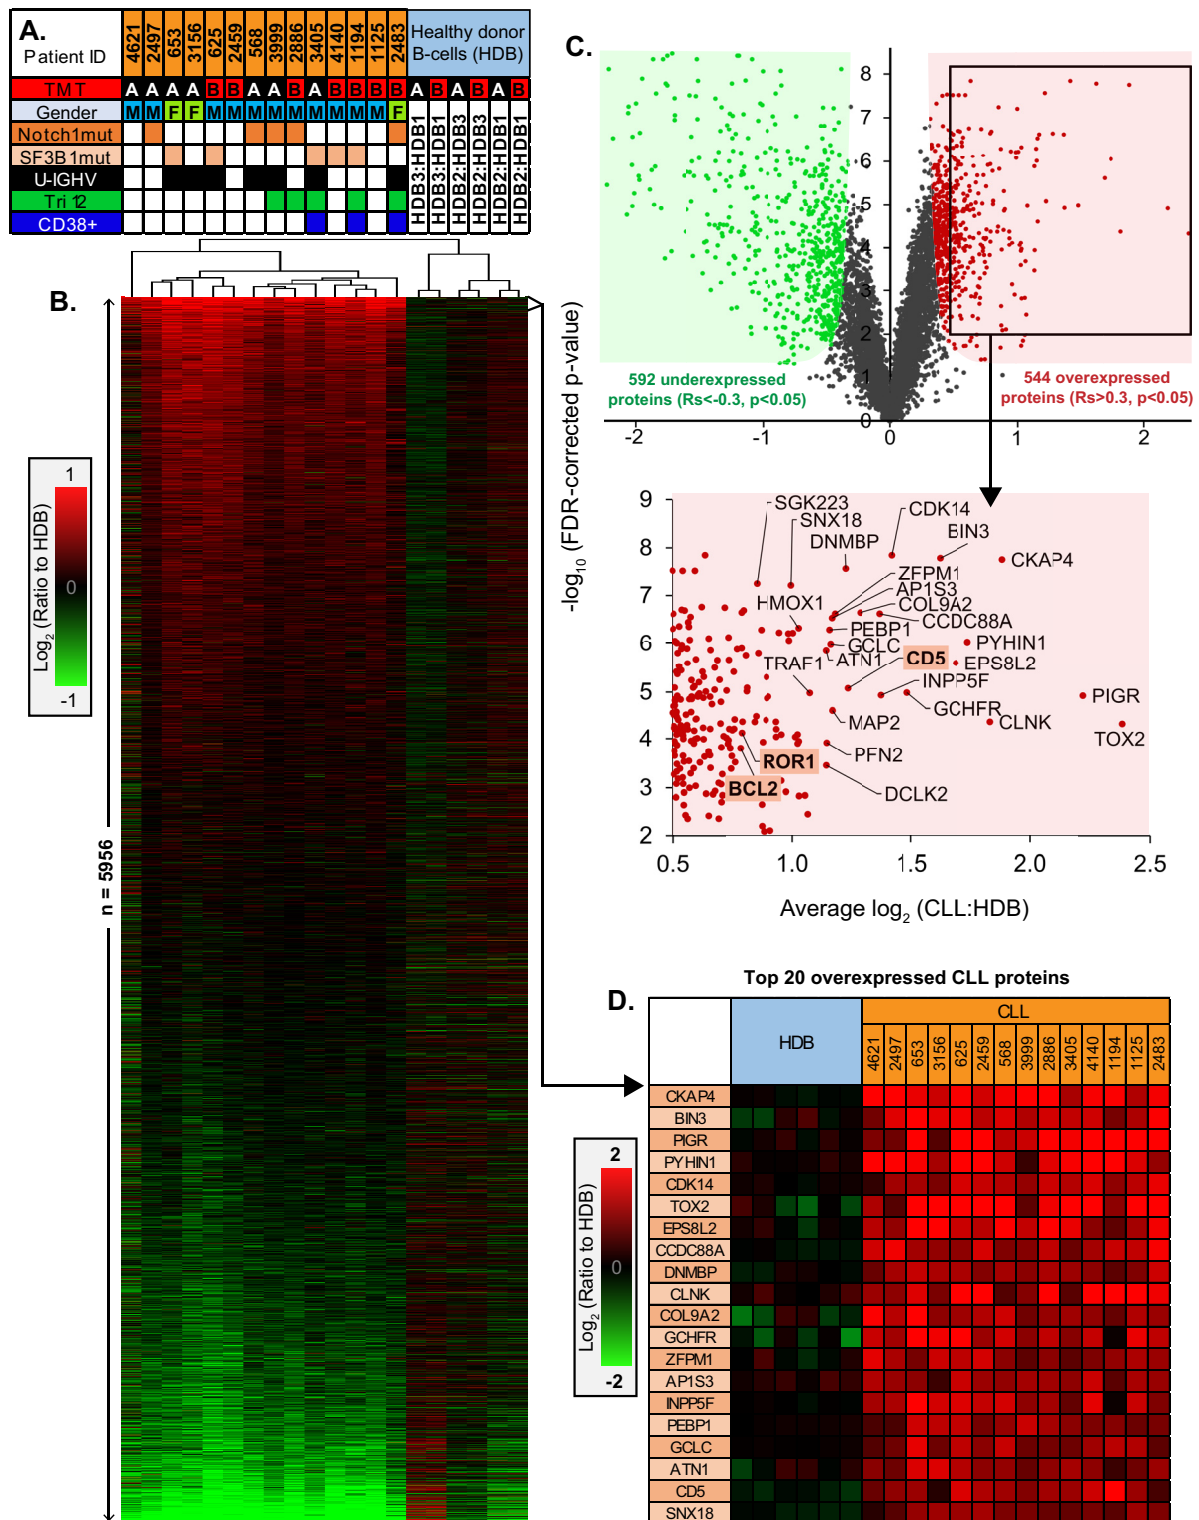 A.
Patient ID
4621 2497 653 3156 625 2459 568 3999 2886 3405 4140 1194 1125 2483
Healthy donor
B-cells (HDB)
TMT A A A A B B A A B A B B A B A B A B A B
Gender M M F F M M M M M M M M M F
Notch1mut
SF3B1mut
U-IGHV
Tri 12
CD38+
HDB3:HDB1 HDB3:HDB1 HDB2:HDB3 HDB2:HDB3 HDB2:HDB1 HDB2:HDB1
B.
n = 5956
Log2 (Ratio to HDB)
1
0
-1
C.
8
7
6
5
4
3
2
1
0
-2 -1 0 1 2
592 underexpressed
proteins (Rs<-0.3, p<0.05)
544 overexpressed
proteins (Rs>0.3, p<0.05)
-log10 (FDR-corrected p-value)
9
8
7
6
5
4
3
2
0.5 1.0 1.5 2.0 2.5
SGK223
SNX18
DNMBP
CDK14
BIN3
CKAP4
ZFPM1
AP1S3
COL9A2
CCDC88A
HMOX1
PEBP1
GCLC
ATN1
TRAF1
CD5
PYHIN1
EPS8L2
INPP5F
GCHFR
CLNK
PIGR
TOX2
MAP2
PFN2
DCLK2
ROR1
BCL2
Average log2 (CLL:HDB)
Top 20 overexpressed CLL proteins
D.
HDB
CLL
4621 2497 653 3156 625 2459 568 3999 2886 3405 4140 1194 1125 2483
CKAP4
BIN3
PIGR
PYHIN1
CDK14
TOX2
EPS8L2
CCDC88A
DNMBP
CLNK
COL9A2
GCHFR
ZFPM1
AP1S3
INPP5F
PEBP1
GCLC
ATN1
CD5
SNX18
Log2 (Ratio to HDB)
2
0
-2